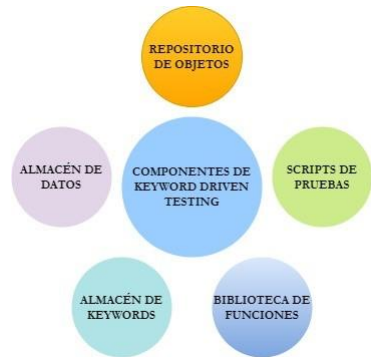 REPOSITORIO
DE OBJETOS
ALMACÉN DE
DATOS
COMPONENTES DE
KEYWORD DRIVEN
TESTING
SCRIPTS DE
PRUEBAS
ALMACÉN DE
KEYWORDS
BIBLIOTECA DE
FUNCIONES